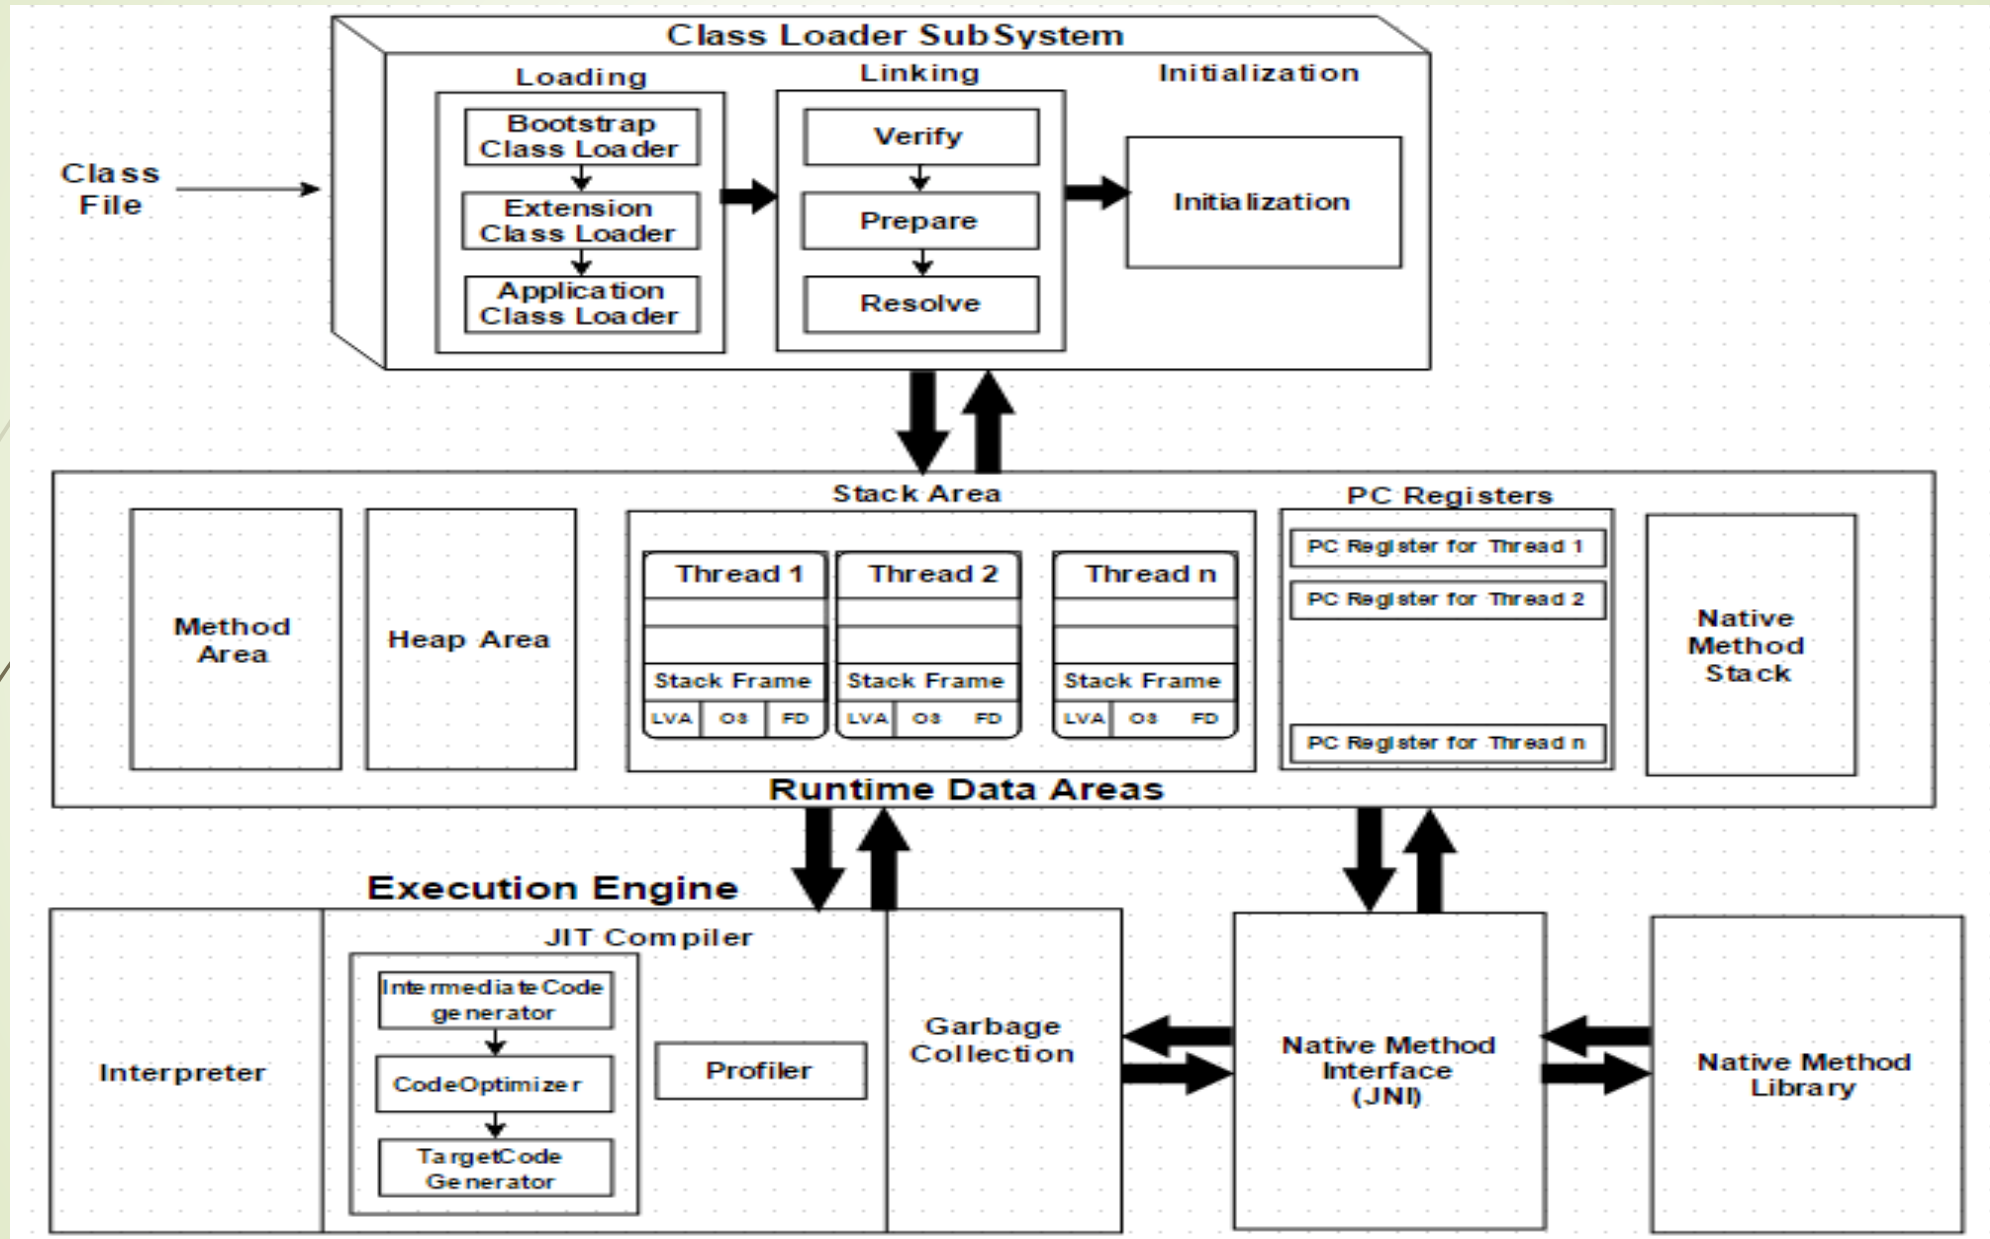 Class Loader SubSystem
Loading
Linking
Initialization
Bootstrap
Class Loader
Extension
Class Loader
Application
Class Loader
Verify
Prepare
Resolve
Initialization
Class
File
Stack Area
PC Registers
Method
Area
Heap Area
Thread 1
Stack Frame
LVA OS FD
Thread 2
Stack Frame
LVA OS FD
Thread n
Stack Frame
LVA OS FD
PC Register for Thread 1
PC Register for Thread 2
PC Register for Thread n
Native
Method
Stack
Runtime Data Areas
Execution Engine
Interpreter
JIT Compiler
IntermediateCode
generator
CodeOptimizer
TargetCode
Generator
Profiler
Garbage
Collection
Native Method
Interface
(JNI)
Native Method
Library